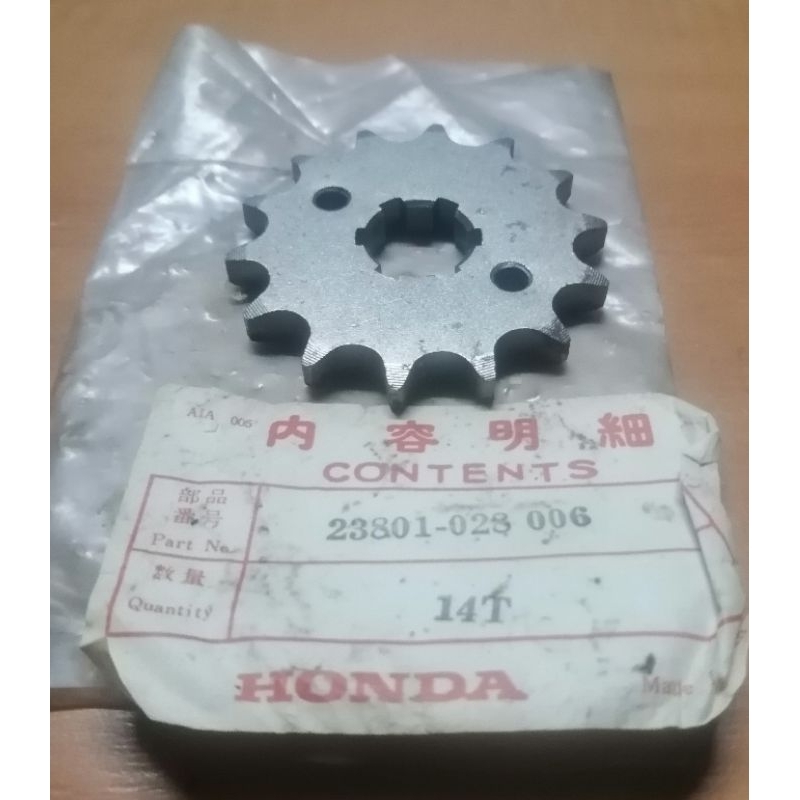 AIA 005
内容明細
CONTENTS
部品
番号
Part No.
23801-028 006
数量
Quantity
14T
HONDA
Made